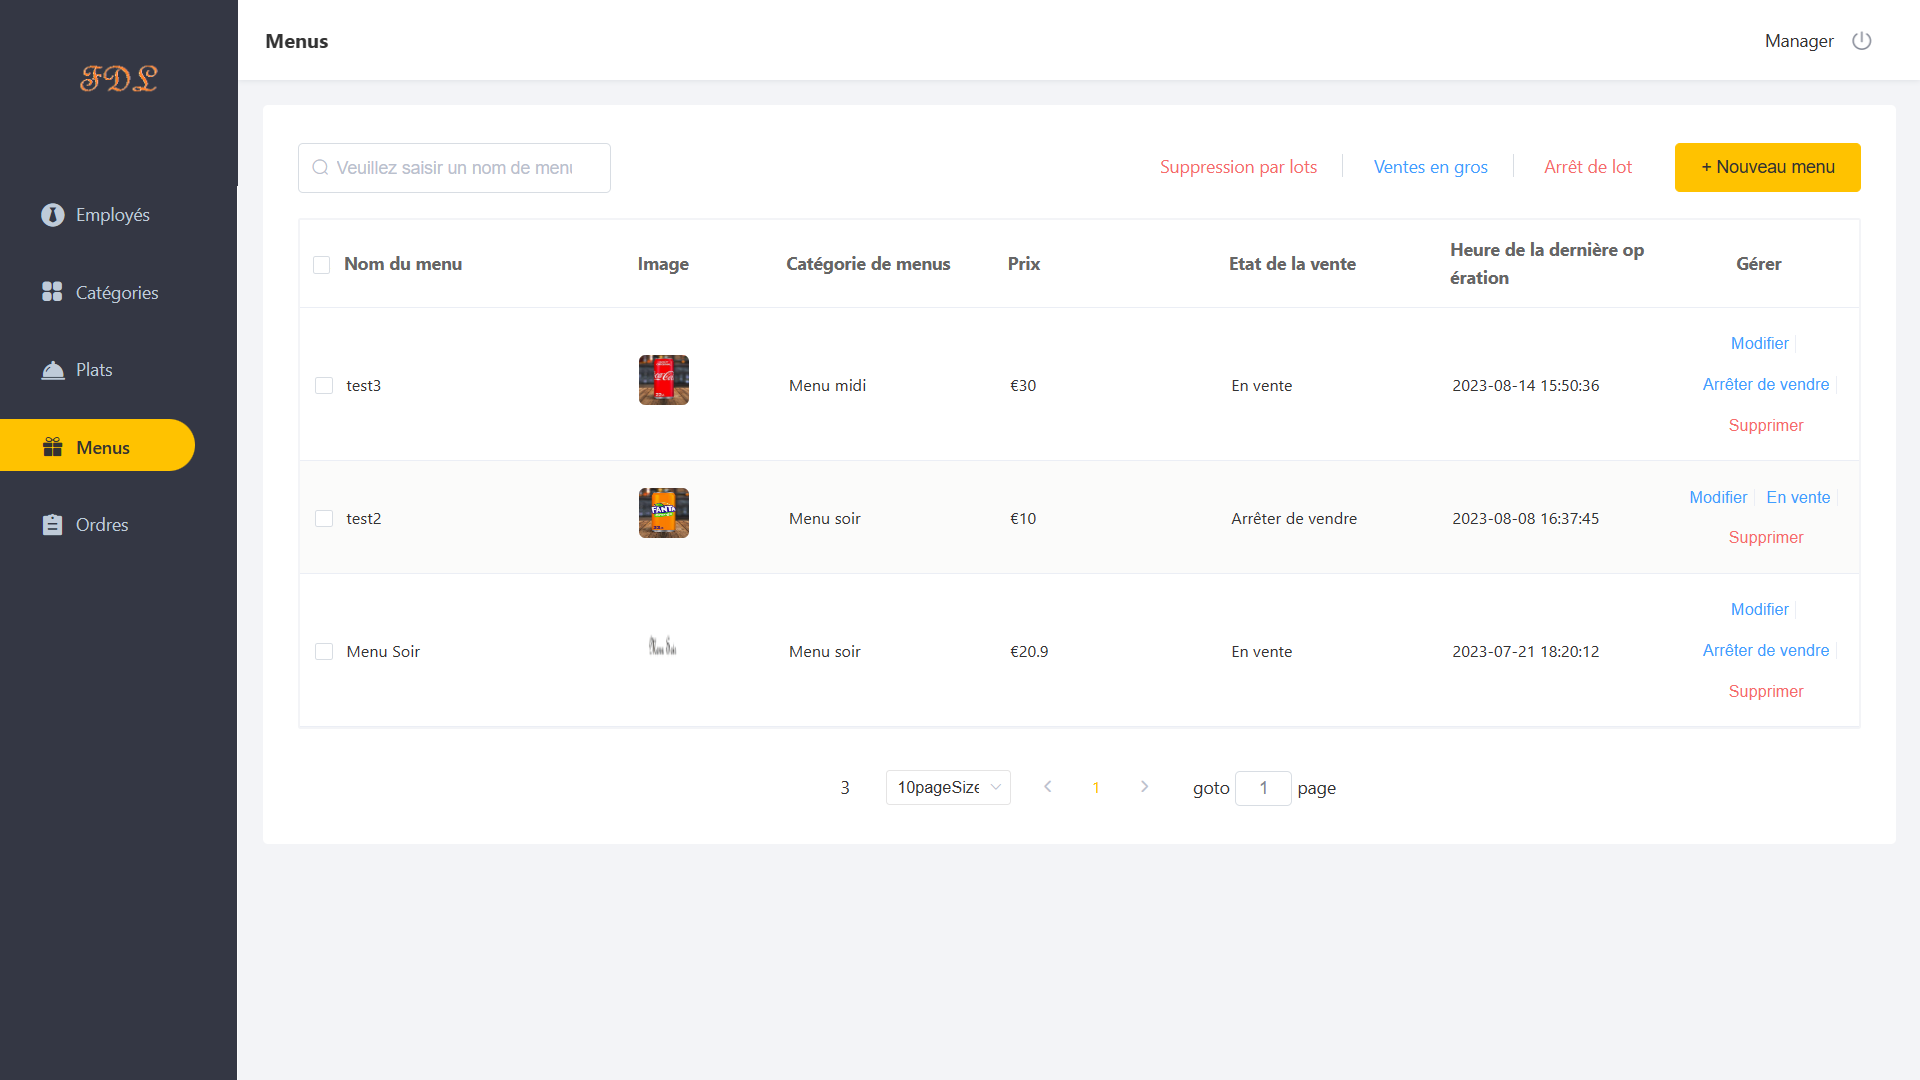 FDL
Menus
Manager
Employés
Catégories
Plats
Menus
Ordres
Veuillez saisir un nom de menu
Suppression par lots
Ventes en gros
Arrêt de lot
+ Nouveau menu
Nom du menu
Image
Catégorie de menus
Prix
Etat de la vente
Heure de la dernière op
ération
Gérer
test3
Menu midi
€30
En vente
2023-08-14 15:50:36
Modifier
Arrêter de vendre
Supprimer
test2
FANTA
Menu soir
€10
Arrêter de vendre
2023-08-08 16:37:45
Modifier
En vente
Supprimer
Menu Soir
Menu Soir
Menu soir
€20.9
En vente
2023-07-21 18:20:12
Modifier
Arrêter de vendre
Supprimer
3
10pageSize
1
goto 1 page